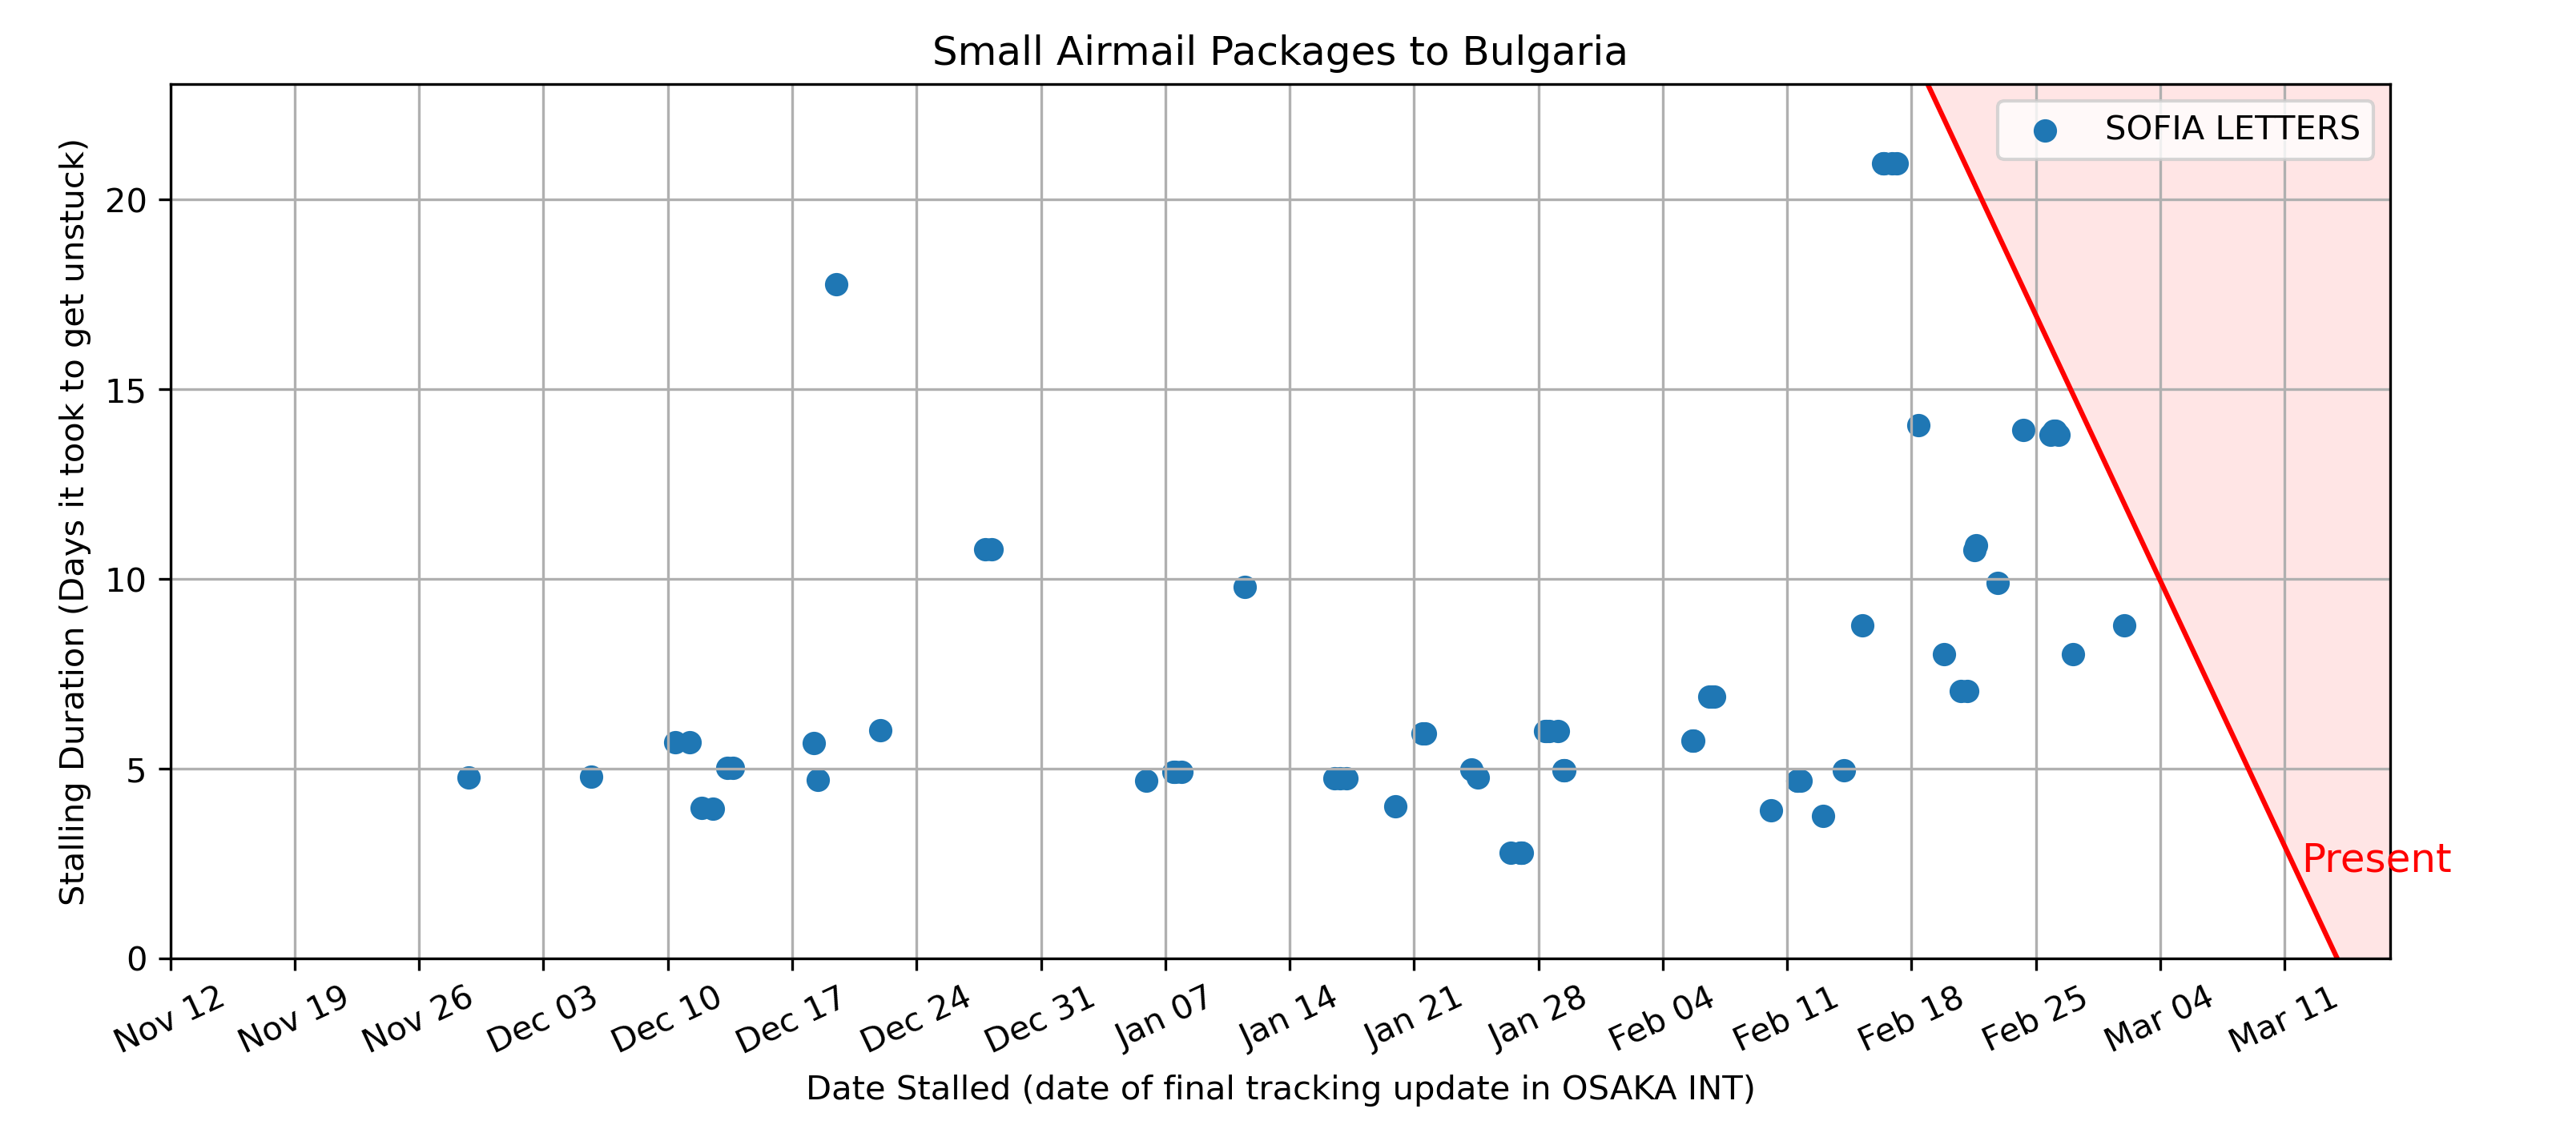 Small Airmail Packages to Bulgaria
SOFIA LETTERS
Stalling Duration (Days it took to get unstuck)
20
15
10
5
0
Present
Nov 12
Nov 19
Nov 26
Dec 03
Dec 10
Dec 17
Dec 24
Dec 31
Jan 07
Jan 14
Jan 21
Jan 28
Feb 04
Feb 11
Feb 18
Feb 25
Mar 04
Mar 11
Date Stalled (date of final tracking update in OSAKA INT)